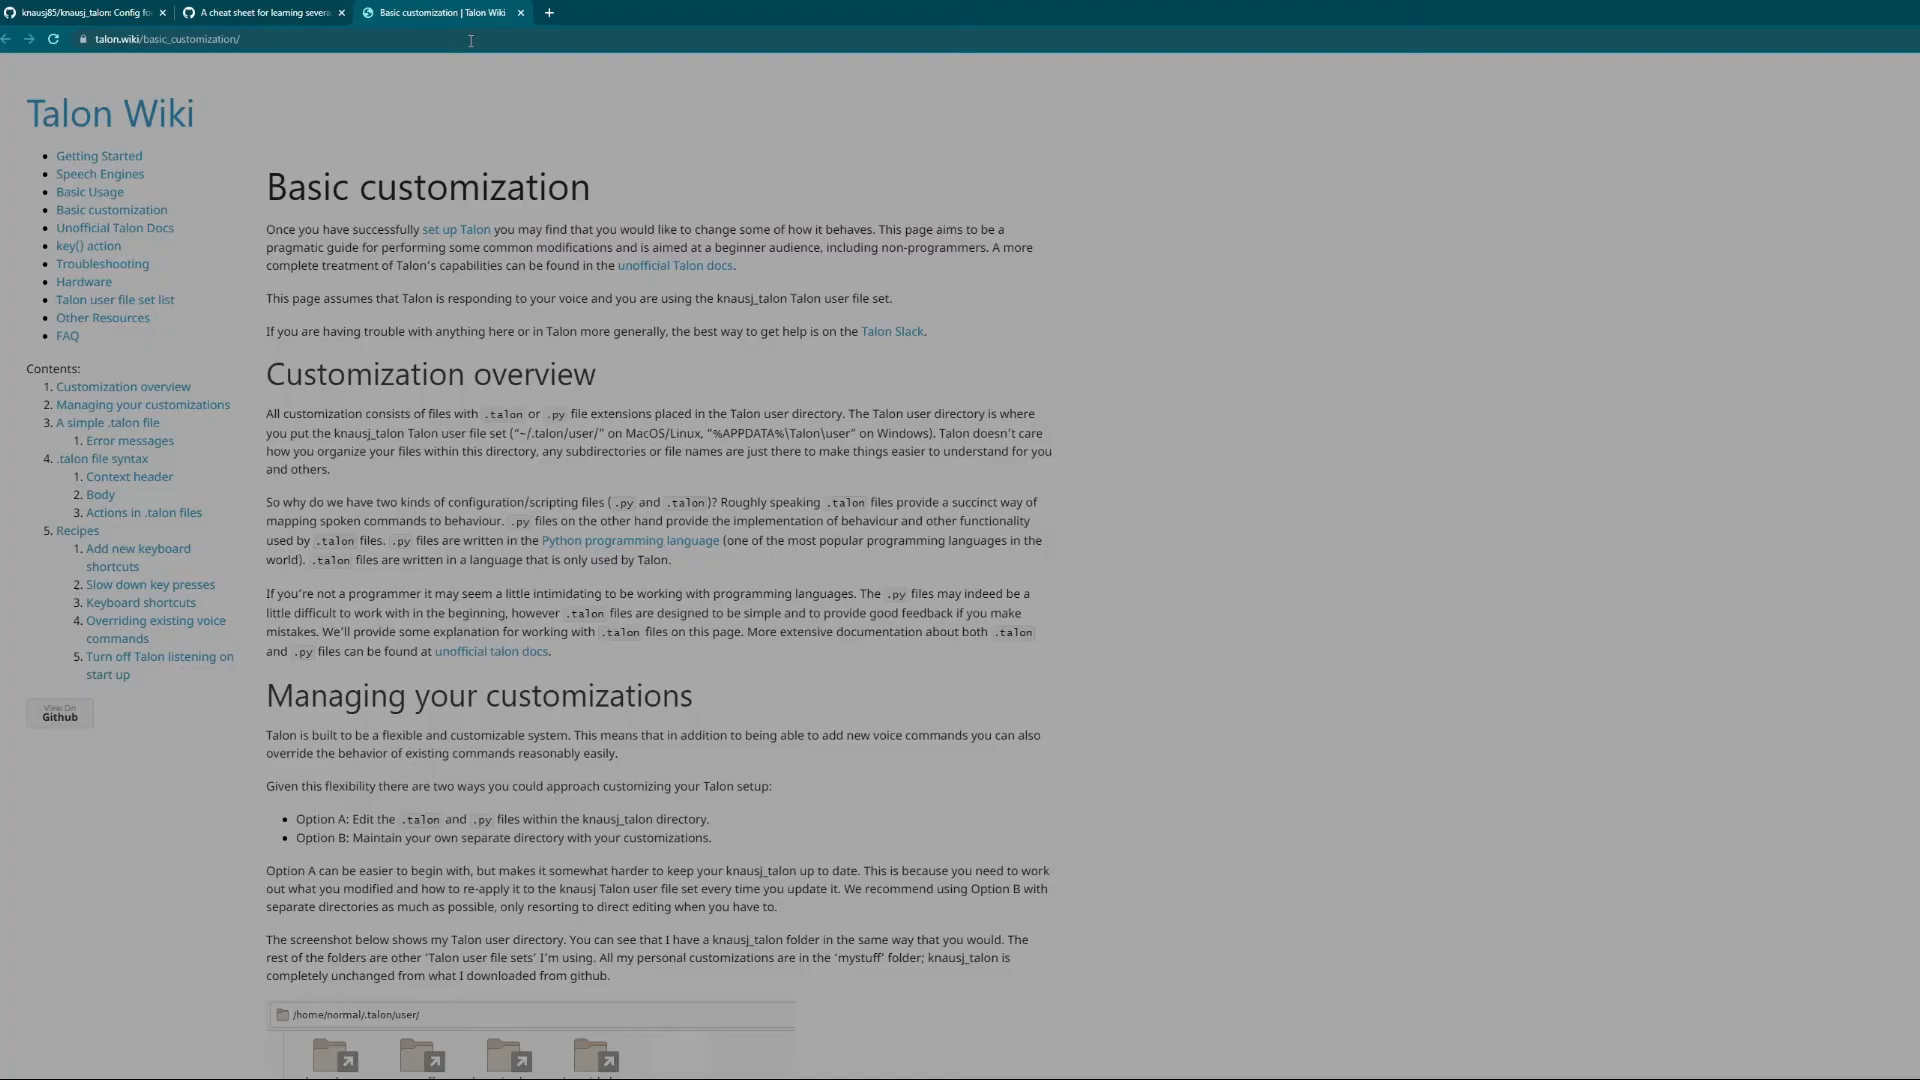 knausj85/knausj_talon: Config fo
A cheat sheet for learning severa
Basic customization | Talon Wiki
talon.wiki/basic_customization/
Talon Wiki
Getting Started
Speech Engines
Basic Usage
Basic customization
Unofficial Talon Docs
key() action
Troubleshooting
Hardware
Talon user file set list
Other Resources
FAQ
Contents:
1. Customization overview
2. Managing your customizations
3. A simple .talon file
1. Error messages
4. .talon file syntax
1. Context header
2. Body
3. Actions in .talon files
5. Recipes
1. Add new keyboard
shortcuts
2. Slow down key presses
3. Keyboard shortcuts
4. Overriding existing voice
commands
5. Turn off Talon listening on
start up
View On
Github
Basic customization
Once you have successfully set up Talon you may find that you would like to change some of how it behaves. This page aims to be a
pragmatic guide for performing some common modifications and is aimed at a beginner audience, including non-programmers. A more
complete treatment of Talon's capabilities can be found in the unofficial Talon docs.
This page assumes that Talon is responding to your voice and you are using the knausj_talon Talon user file set.
If you are having trouble with anything here or in Talon more generally, the best way to get help is on the Talon Slack.
Customization overview
All customization consists of files with .talon or .py file extensions placed in the Talon user directory. The Talon user directory is where
you put the knausj_talon Talon user file set (“~/.talon/user/” on MacOS/Linux, “%APPDATA%\Talon\user” on Windows). Talon doesn't care
how you organize your files within this directory, any subdirectories or file names are just there to make things easier to understand for you
and others.
So why do we have two kinds of configuration/scripting files (.py and .talon)? Roughly speaking .talon files provide a succinct way of
mapping spoken commands to behaviour. .py files on the other hand provide the implementation of behaviour and other functionality
used by .talon files. .py files are written in the Python programming language (one of the most popular programming languages in the
world). .talon files are written in a language that is only used by Talon.
If you're not a programmer it may seem a little intimidating to be working with programming languages. The .py files may indeed be a
little difficult to work with in the beginning, however .talon files are designed to be simple and to provide good feedback if you make
mistakes. We'll provide some explanation for working with .talon files on this page. More extensive documentation about both .talon
and .py files can be found at unofficial talon docs.
Managing your customizations
Talon is built to be a flexible and customizable system. This means that in addition to being able to add new voice commands you can also
override the behavior of existing commands reasonably easily.
Given this flexibility there are two ways you could approach customizing your Talon setup:
Option A: Edit the .talon and .py files within the knausj_talon directory.
Option B: Maintain your own separate directory with your customizations.
Option A can be easier to begin with, but makes it somewhat harder to keep your knausj_talon up to date. This is because you need to work
out what you modified and how to re-apply it to the knausj Talon user file set every time you update it. We recommend using Option B with
separate directories as much as possible, only resorting to direct editing when you have to.
The screenshot below shows my Talon user directory. You can see that I have a knausj_talon folder in the same way that you would. The
rest of the folders are other ‘Talon user file sets’ I'm using. All my personal customizations are in the ‘mystuff’ folder; knausj_talon is
completely unchanged from what I downloaded from github.
/home/normal/.talon/user/